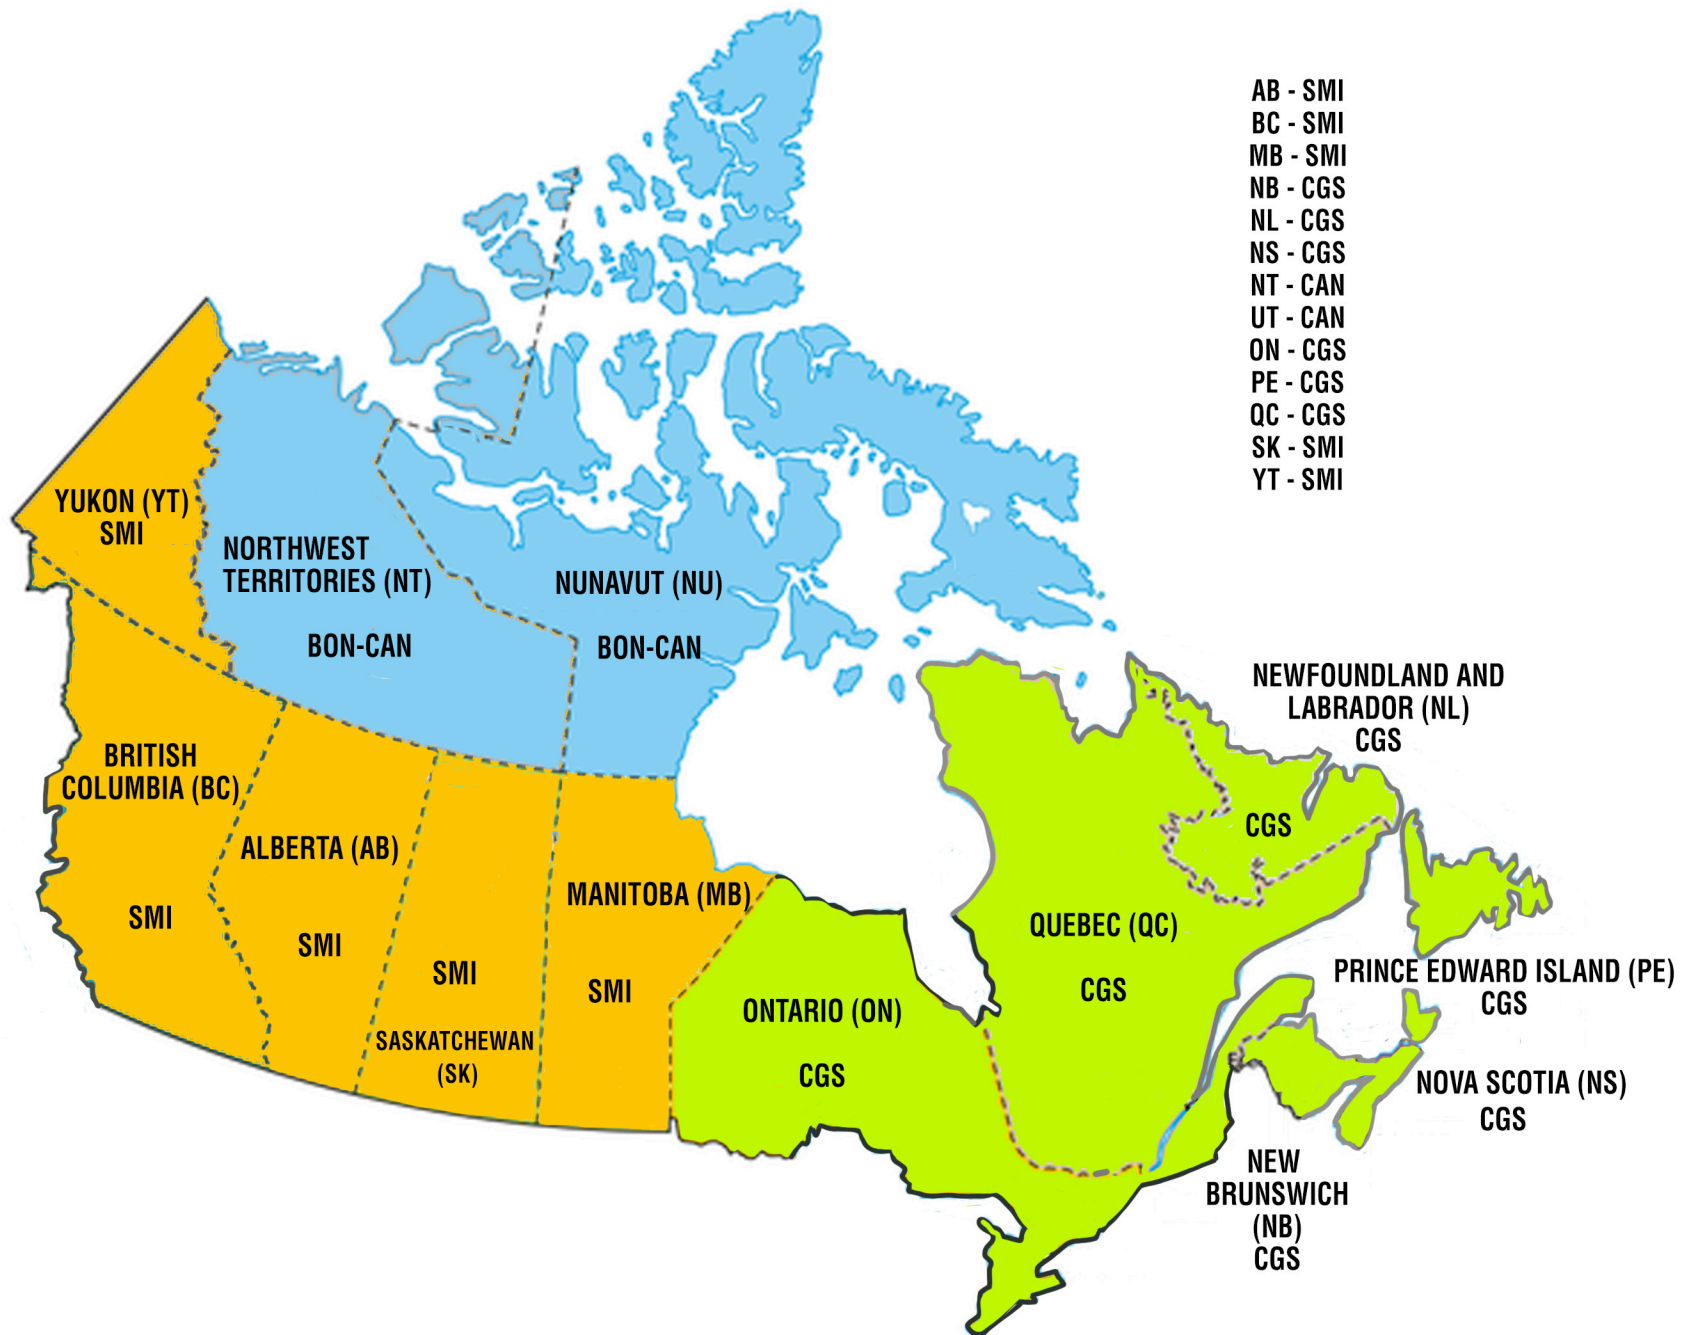 AB - SMI
BC - SMI
MB - SMI
NB - CGS
NL - CGS
NS - CGS
NT - CAN
UT - CAN
ON - CGS
PE - CGS
QC - CGS
SK - SMI
YT - SMI
YUKON (YT)
SMI
NORTHWEST
TERRITORIES (NT)
BON-CAN
NUNAVUT (NU)
BON-CAN
NEWFOUNDLAND AND
LABRADOR (NL)
CGS
CGS
BRITISH
COLUMBIA (BC)
SMI
ALBERTA (AB)
SMI
SMI
SASKATCHEWAN
(SK)
MANITOBA (MB)
SMI
ONTARIO (ON)
CGS
QUEBEC (QC)
CGS
PRINCE EDWARD ISLAND (PE)
CGS
NOVA SCOTIA (NS)
CGS
NEW
BRUNSWICH
(NB)
CGS